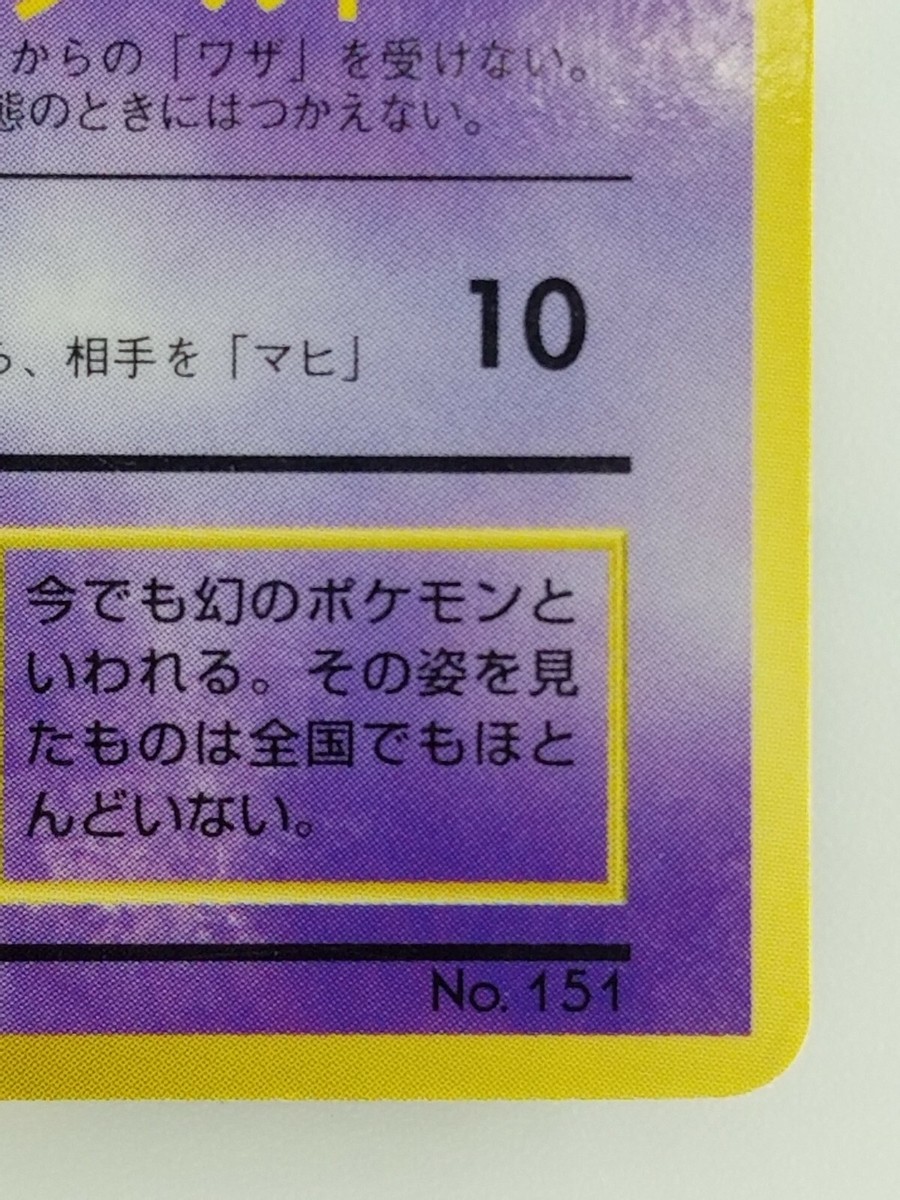 からの「ワザ」を受けない。
態のときにはつかえない。
10
ら、相手を「マヒ」
今でも幻のポケモンと
いわれる。その姿を見
たものは全国でもほと
んどいない。
No. 151